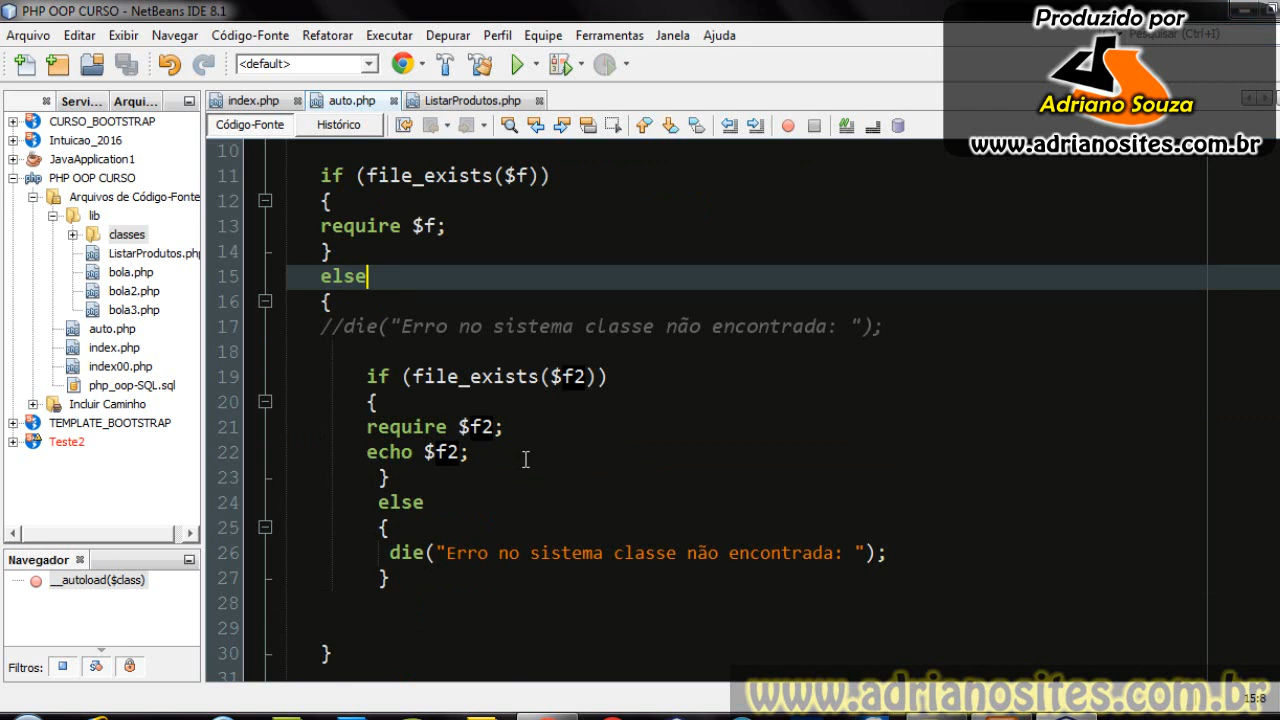 PHP OOP CURSO - NetBeans IDE 8.1
Arquivo Editar Exibir Navegar Código-Fonte Refatorar Executar Depurar Perfil Equipe Ferramentas Janela Ajuda
Pesquisar (Ctrl+I)
Produzido por
Adriano Souza
www.adrianosites.com.br
<default>
Servi... Arqui...
index.php auto.php ListarProdutos.php
Código-Fonte Histórico
CURSO_BOOTSTRAP
Intuicao_2016
JavaApplication1
PHP OOP CURSO
Arquivos de Código-Fonte
lib
classes
ListarProdutos.php
bola.php
bola2.php
bola3.php
auto.php
index.php
index00.php
php_oop-SQL.sql
Incluir Caminho
TEMPLATE_BOOTSTRAP
Teste2
Navegador
__autoload($class)
Filtros:
10
11 if (file_exists($f))
12 {
13 require $f;
14 }
15 else
16 {
17 //die("Erro no sistema classe não encontrada: ");
18
19 if (file_exists($f2))
20 {
21 require $f2;
22 echo $f2;
23 }
24 else
25 {
26 die("Erro no sistema classe não encontrada: ");
27 }
28
29
30 }
31
www.adrianosites.com.br
15:8